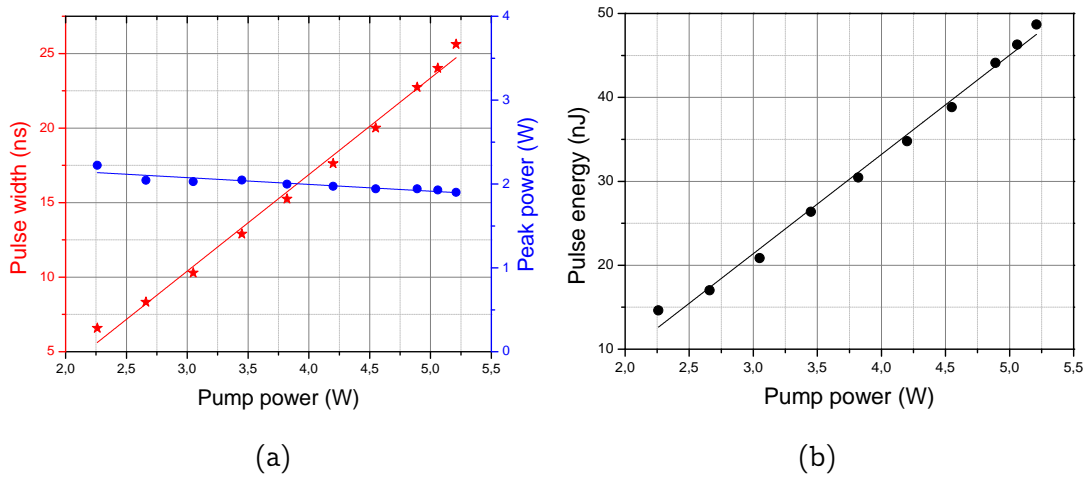 25
20
15
10
5
Pulse width (ns)
4
3
2
1
0
Peak power (W)
2,0 2,5 3,0 3,5 4,0 4,5 5,0 5,5
Pump power (W)
(a)
50
40
30
20
10
Pulse energy (nJ)
2,0 2,5 3,0 3,5 4,0 4,5 5,0 5,5
Pump power (W)
(b)